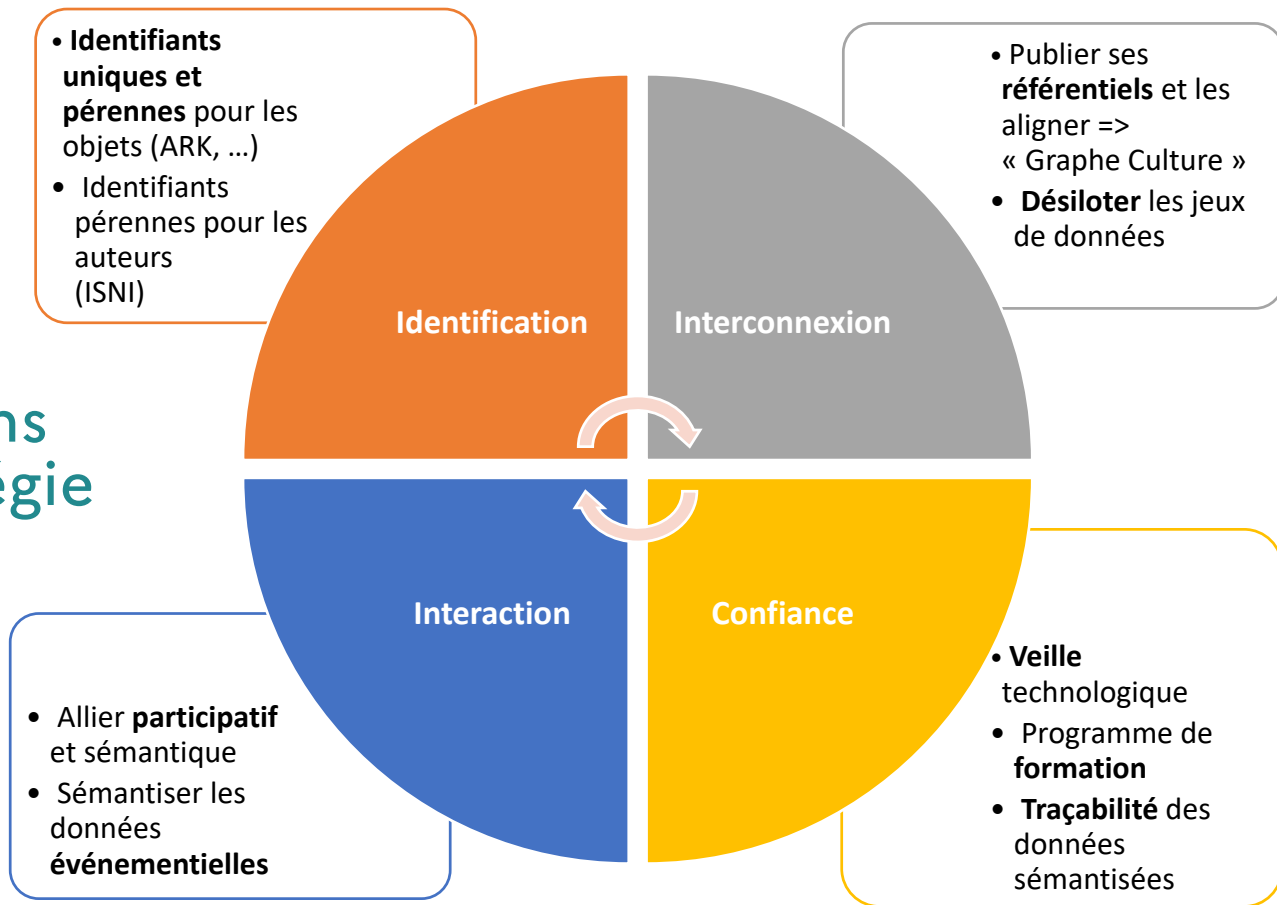 • Identifiants
uniques et
pérennes pour les
objets (ARK, …)
• Identifiants
pérennes pour les
auteurs
(ISNI)
• Publier ses
référentiels et les
aligner =>
« Graphe Culture »
• Désiloter les jeux
de données
Identification
Interconnexion
Interaction
Confiance
• Allier participatif
et sémantique
• Sémantiser les
données
événementielles
• Veille
technologique
• Programme de
formation
• Traçabilité des
données
sémantisées